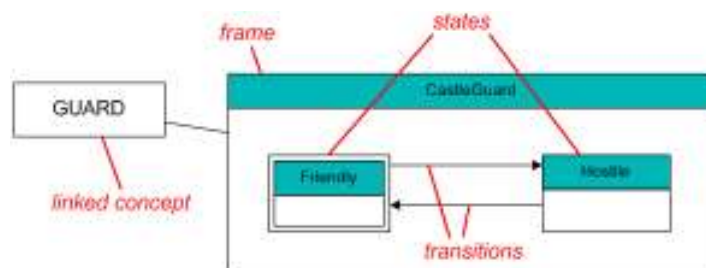 states
frame
CastleGuard
GUARD
Friendly
Hostile
linked concept
transitions